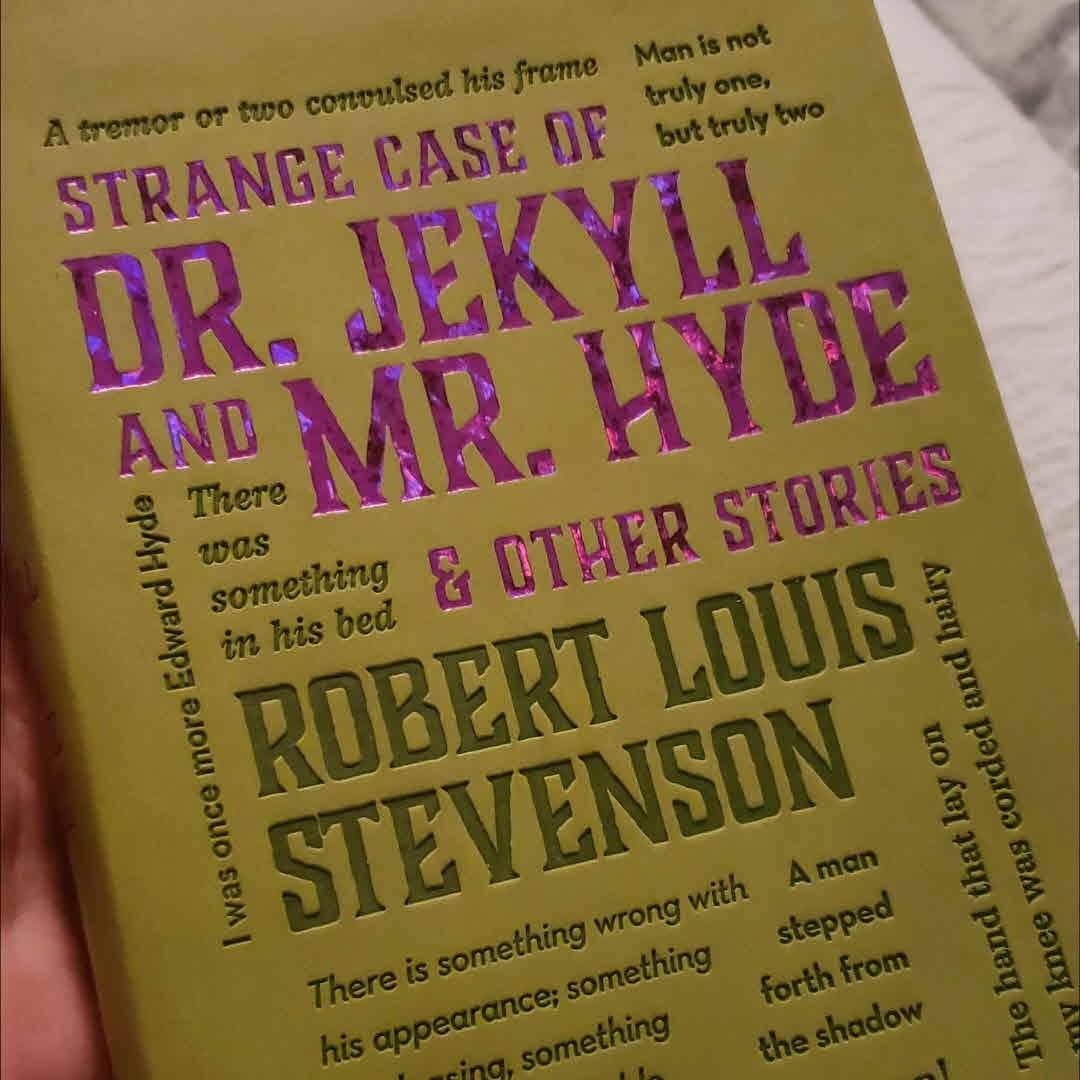 A tremor or two convulsed his frame
Man is not
truly one,
but truly two
STRANGE CASE OF
DR. JEKYLL
AND MR. HYDE
& OTHER STORIES
There
was
something
in his bed
I was once more Edward Hyde
ROBERT LOUIS
STEVENSON
The hand that lay on
my knee was corded and hairy
There is something wrong with
his appearance; something
something
A man
stepped
forth from
the shadow